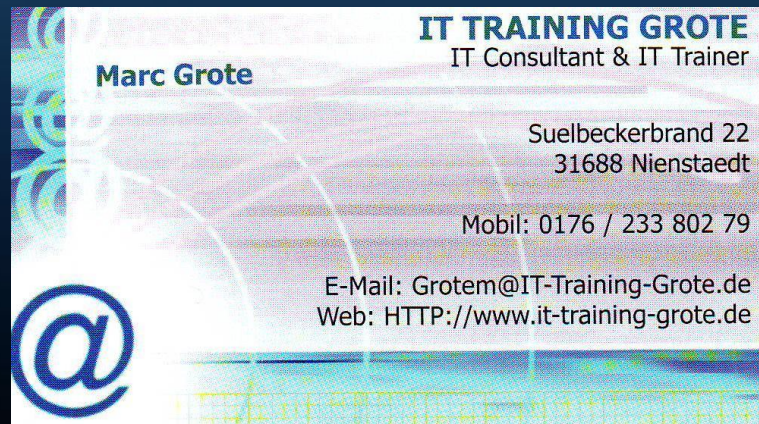 IT TRAINING GROTE
IT Consultant & IT Trainer
Marc Grote
Suelbeckerbrand 22
31688 Nienstaedt
Mobil: 0176 / 233 802 79
E-Mail: Grotem@IT-Training-Grote.de
Web: HTTP://www.it-training-grote.de
@